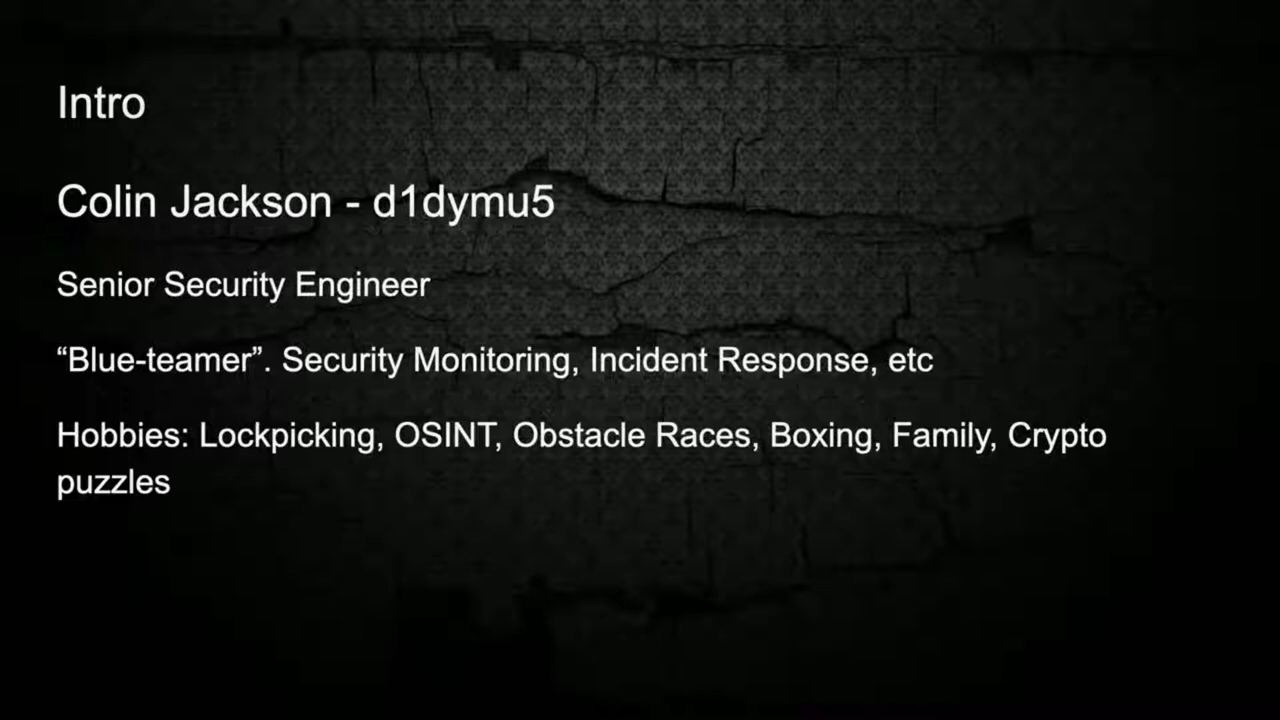 Intro
Colin Jackson - d1dymu5
Senior Security Engineer
“Blue-teamer”. Security Monitoring, Incident Response, etc
Hobbies: Lockpicking, OSINT, Obstacle Races, Boxing, Family, Crypto
puzzles